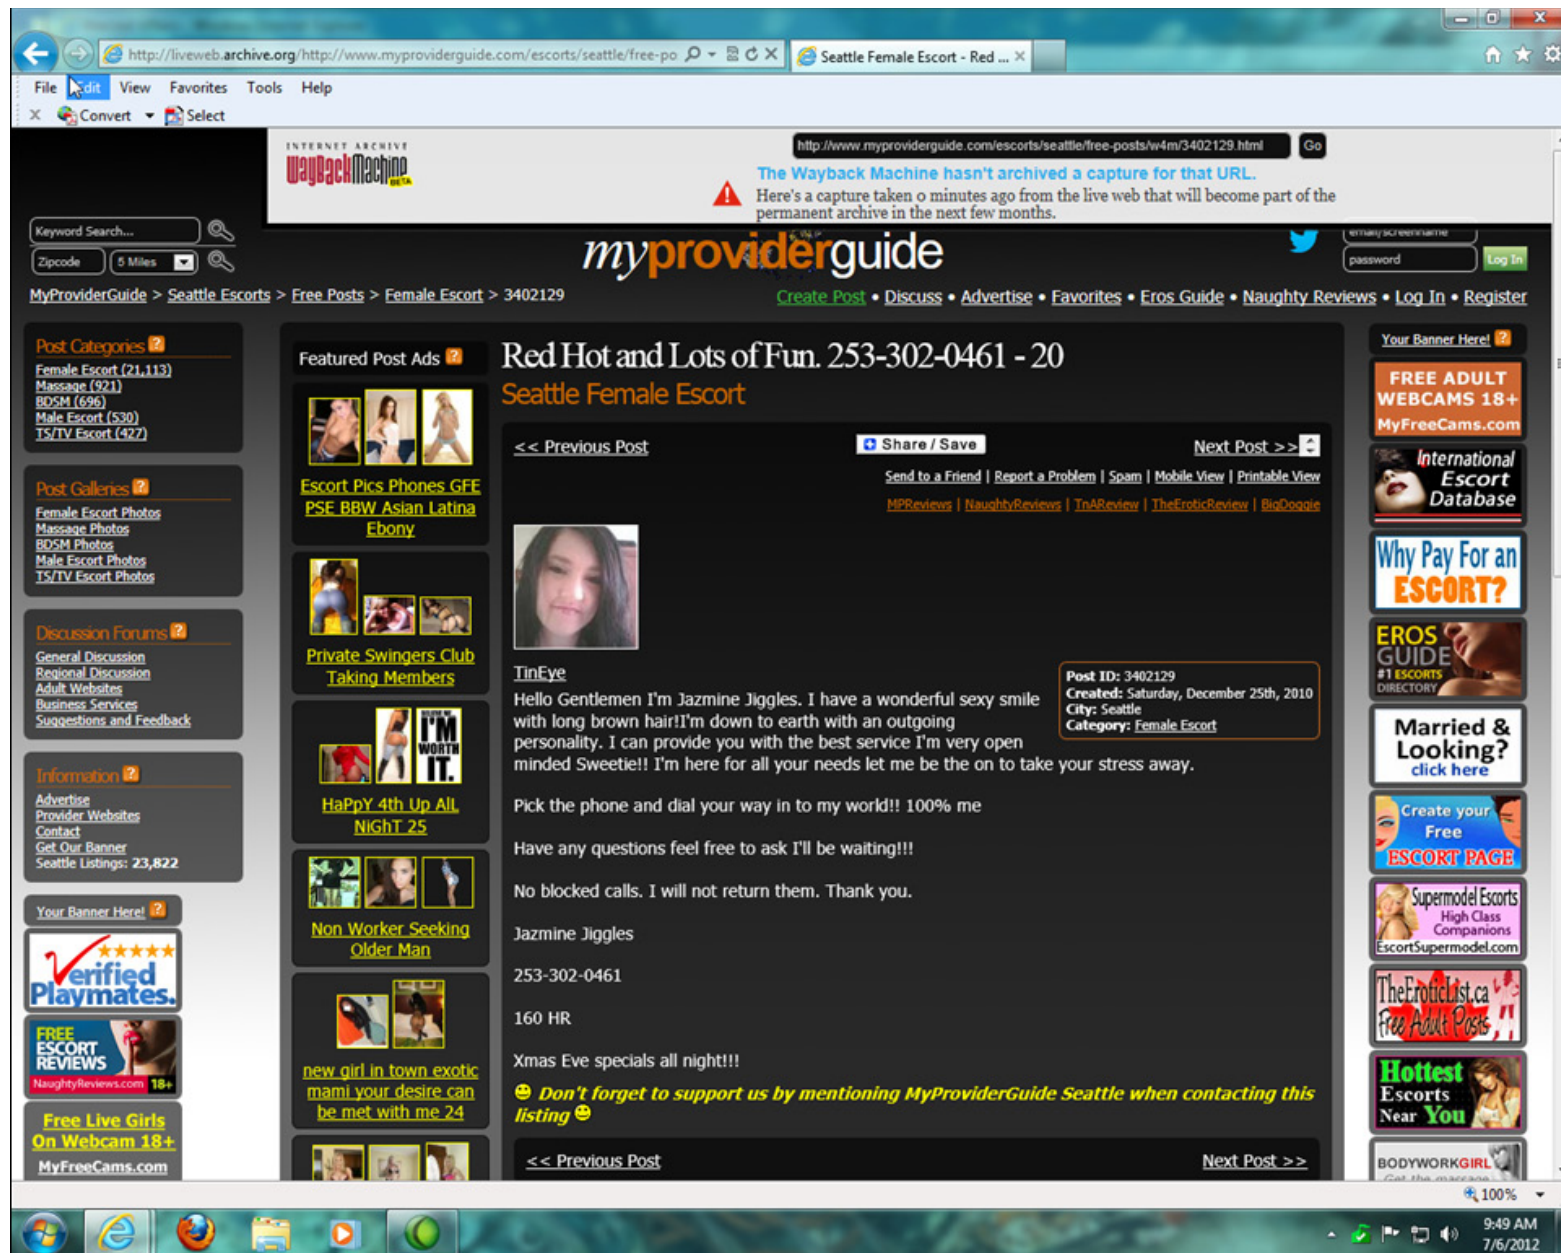 http://liveweb.archive.org/http://www.myproviderguide.com/escorts/seattle/free-po
Seattle Female Escort - Red ...
File Edit View Favorites Tools Help
x Convert Select
INTERNET ARCHIVE
WayBackMachine
BETA
http://www.myproviderguide.com/escorts/seattle/free-posts/w4m/3402129.html Go
The Wayback Machine hasn't archived a capture for that URL.
Here's a capture taken 0 minutes ago from the live web that will become part of the
permanent archive in the next few months.
Keyword Search...
Zipcode 5 Miles
myproviderguide
email/screenname
password Log In
MyProviderGuide > Seattle Escorts > Free Posts > Female Escort > 3402129
Create Post • Discuss • Advertise • Favorites • Eros Guide • Naughty Reviews • Log In • Register
Post Categories ?
Female Escort (21,113)
Massage (921)
BDSM (696)
Male Escort (530)
TS/TV Escort (427)
Post Galleries ?
Female Escort Photos
Massage Photos
BDSM Photos
Male Escort Photos
TS/TV Escort Photos
Discussion Forums ?
General Discussion
Regional Discussion
Adult Websites
Business Services
Suggestions and Feedback
Information ?
Advertise
Provider Websites
Contact
Get Our Banner
Seattle Listings: 23,822
Your Banner Here! ?
Verified
Playmates.
FREE
ESCORT
REVIEWS
NaughtyReviews.com 18+
Free Live Girls
On Webcam 18+
MyFreeCams.com
Featured Post Ads ?
Escort Pics Phones GFE
PSE BBW Asian Latina
Ebony
Private Swingers Club
Taking Members
I'M
WORTH
IT.
HaPpY 4th Up AlL
NiGhT 25
Non Worker Seeking
Older Man
new girl in town exotic
mami your desire can
be met with me 24
Red Hot and Lots of Fun. 253-302-0461 - 20
Seattle Female Escort
<< Previous Post
Share / Save
Next Post >>
Send to a Friend | Report a Problem | Spam | Mobile View | Printable View
MPReviews | NaughtyReviews | TnAReview | TheEroticReview | BigDoggie
TinEye
Post ID: 3402129
Created: Saturday, December 25th, 2010
City: Seattle
Category: Female Escort
Hello Gentlemen I'm Jazmine Jiggles. I have a wonderful sexy smile
with long brown hair!I'm down to earth with an outgoing
personality. I can provide you with the best service I'm very open
minded Sweetie!! I'm here for all your needs let me be the on to take your stress away.
Pick the phone and dial your way in to my world!! 100% me
Have any questions feel free to ask I'll be waiting!!!
No blocked calls. I will not return them. Thank you.
Jazmine Jiggles
253-302-0461
160 HR
Xmas Eve specials all night!!!
Don't forget to support us by mentioning MyProviderGuide Seattle when contacting this
listing
<< Previous Post
Next Post >>
Your Banner Here! ?
FREE ADULT
WEBCAMS 18+
MyFreeCams.com
International
Escort
Database
Why Pay For an
ESCORT?
EROS
GUIDE
#1 ESCORTS
DIRECTORY
Married &
Looking?
click here
Create your
Free
ESCORT PAGE
Supermodel Escorts
High Class
Companions
EscortSupermodel.com
TheEroticList.ca
Free Adult Posts
Hottest
Escorts
Near You
BODYWORKGIRL
Get the massage
100%
9:49 AM
7/6/2012